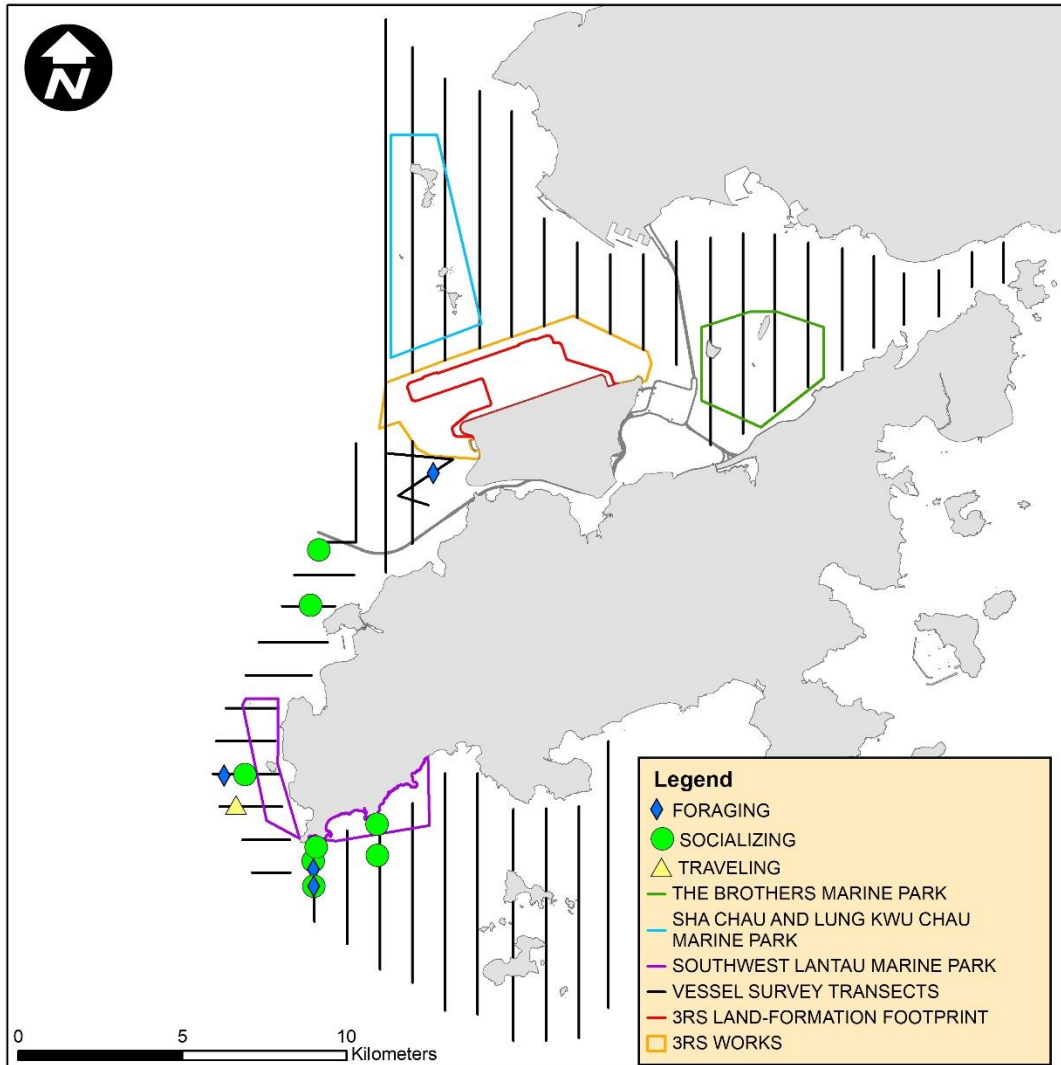 N
Legend
FORAGING
SOCIALIZING
TRAVELING
THE BROTHERS MARINE PARK
SHA CHAU AND LUNG KWU CHAU
MARINE PARK
SOUTHWEST LANTAU MARINE PARK
VESSEL SURVEY TRANSECTS
3RS LAND-FORMATION FOOTPRINT
3RS WORKS
0 5 10
Kilometers